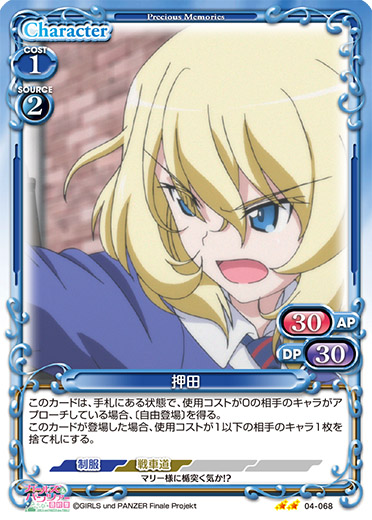 Precious Memories
Character
COST
1
SOURCE
2
30 AP
DP 30
押田
このカードは、手札にある状態で、使用コストが0の相手のキャラがア
プローチしている場合、〔自由登場〕を得る。
このカードが登場した場合、使用コストが1以下の相手のキャラ1枚を
捨て札にする。
制服 戦車道
マリー様に楯突く気か!?
©GIRLS und PANZER Finale Projekt
04-068